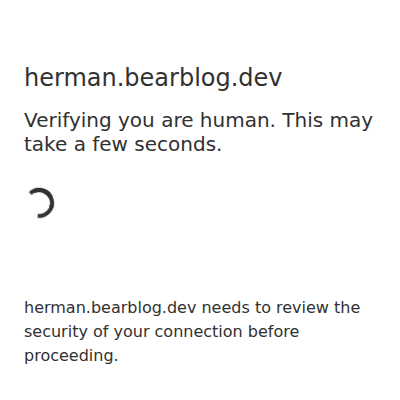 herman.bearblog.dev
Verifying you are human. This may
take a few seconds.
herman.bearblog.dev needs to review the
security of your connection before
proceeding.